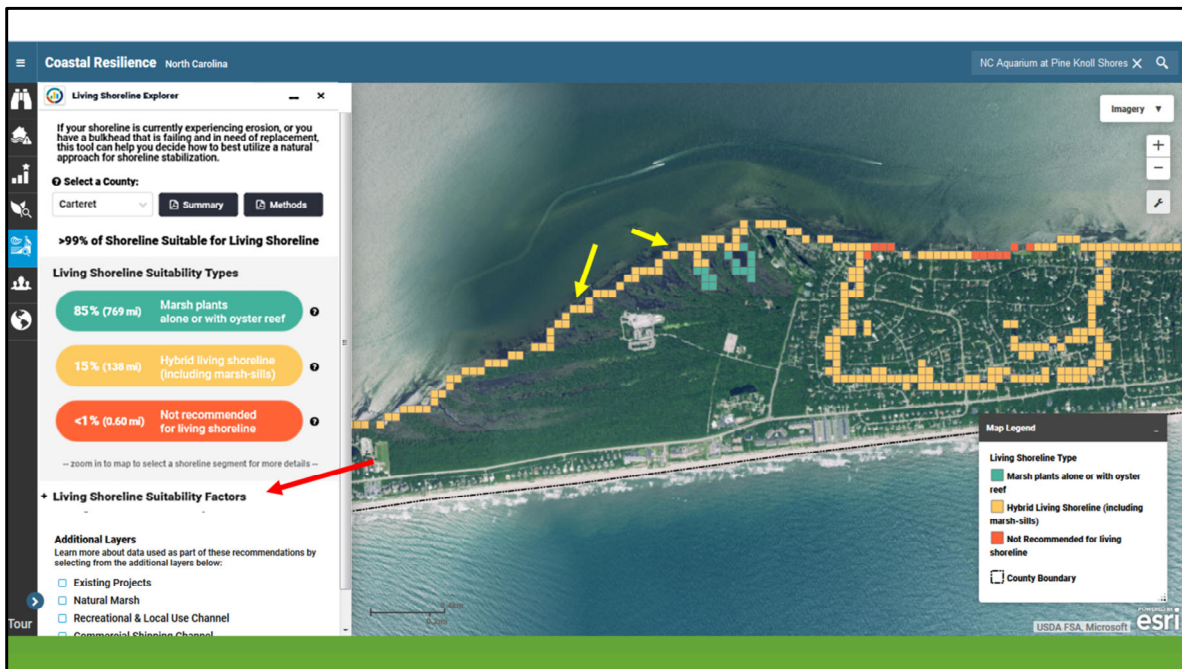 Coastal Resilience North Carolina
NC Aquarium at Pine Knoll Shores
Living Shoreline Explorer
If your shoreline is currently experiencing erosion, or you
have a bulkhead that is failing and in need of replacement,
this tool can help you decide how to best utilize a natural
approach for shoreline stabilization.
Select a County:
Carteret
Summary
Methods
>99% of Shoreline Suitable for Living Shoreline
Living Shoreline Suitability Types
85% (769 mi) Marsh plants
alone or with oyster reef
15% (138 mi) Hybrid living shoreline
(including marsh-sills)
<1% (0.60 mi) Not recommended
for living shoreline
-- zoom in to map to select a shoreline segment for more details --
+ Living Shoreline Suitability Factors
Additional Layers
Learn more about data used as part of these recommendations by
selecting from the additional layers below:
Existing Projects
Natural Marsh
Recreational & Local Use Channel
Commercial Shipping Channel
Tour
Imagery
Map Legend
Living Shoreline Type
Marsh plants alone or with oyster
reef
Hybrid Living Shoreline (including
marsh-sills)
Not Recommended for living
shoreline
County Boundary
POWERED BY
esri
USDA FSA, Microsoft